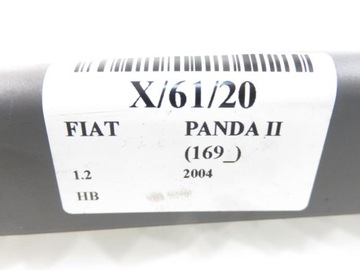 X/61/20
FIAT PANDA II
(169_)
1.2 2004
HB